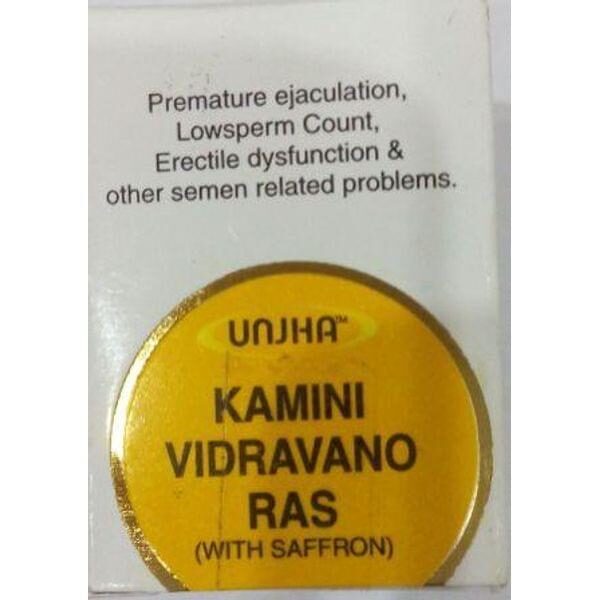 Premature ejaculation,
Lowsperm Count,
Erectile dysfunction &
other semen related problems.
UNJHA™
KAMINI
VIDRAVANO
RAS
(WITH SAFFRON)